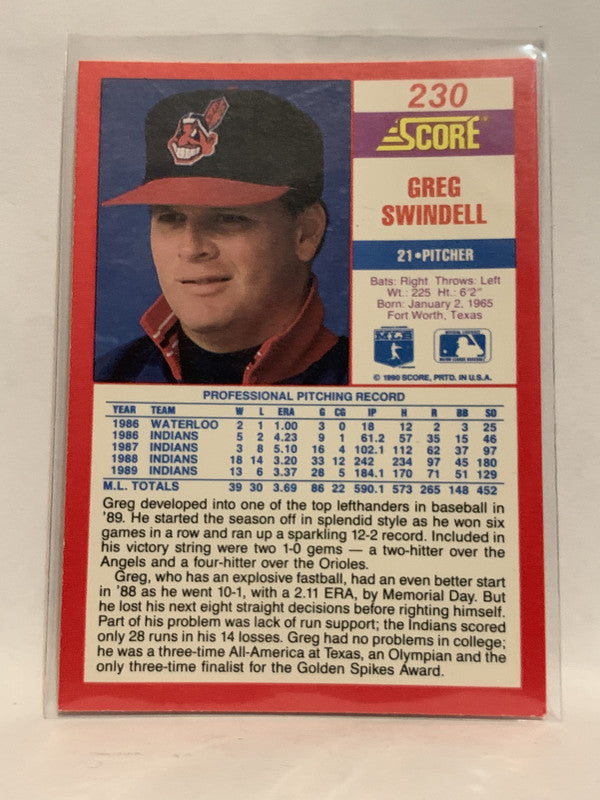 230
SCORE
GREG
SWINDELL
21•PITCHER
Bats: Right Throws: Left
Wt.: 225 Ht.: 6'2"
Born: January 2, 1965
Fort Worth, Texas
© 1990 SCORE, PRTD. IN U.S.A.
PROFESSIONAL PITCHING RECORD
YEAR TEAM W L ERA G CG IP H R BB SO
1986 WATERLOO 2 1 1.00 3 0 18 12 2 3 25
1986 INDIANS 5 2 4.23 9 1 61.2 57 35 15 46
1987 INDIANS 3 8 5.10 16 4 102.1 112 62 37 97
1988 INDIANS 18 14 3.20 33 12 242 234 97 45 180
1989 INDIANS 13 6 3.37 28 5 184.1 170 71 51 129
M.L. TOTALS 39 30 3.69 86 22 590.1 573 265 148 452
Greg developed into one of the top lefthanders in baseball in
'89. He started the season off in splendid style as he won six
games in a row and ran up a sparkling 12-2 record. Included in
his victory string were two 1-0 gems — a two-hitter over the
Angels and a four-hitter over the Orioles.
Greg, who has an explosive fastball, had an even better start
in '88 as he went 10-1, with a 2.11 ERA, by Memorial Day. But
he lost his next eight straight decisions before righting himself.
Part of his problem was lack of run support; the Indians scored
only 28 runs in his 14 losses. Greg had no problems in college;
he was a three-time All-America at Texas, an Olympian and the
only three-time finalist for the Golden Spikes Award.